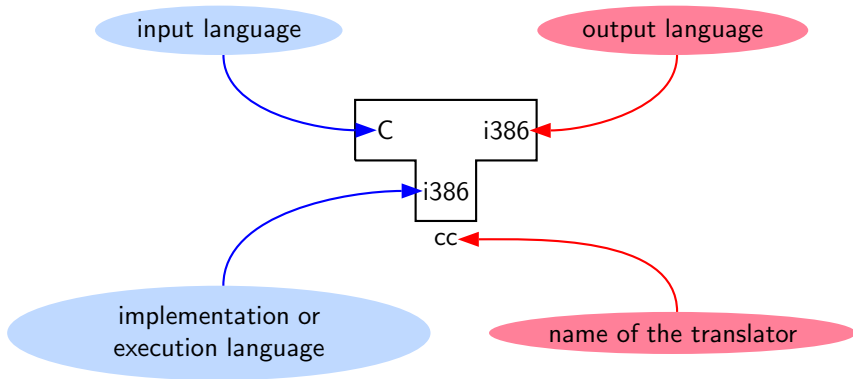 input language
output language
C
i386
i386
cc
implementation or
execution language
name of the translator